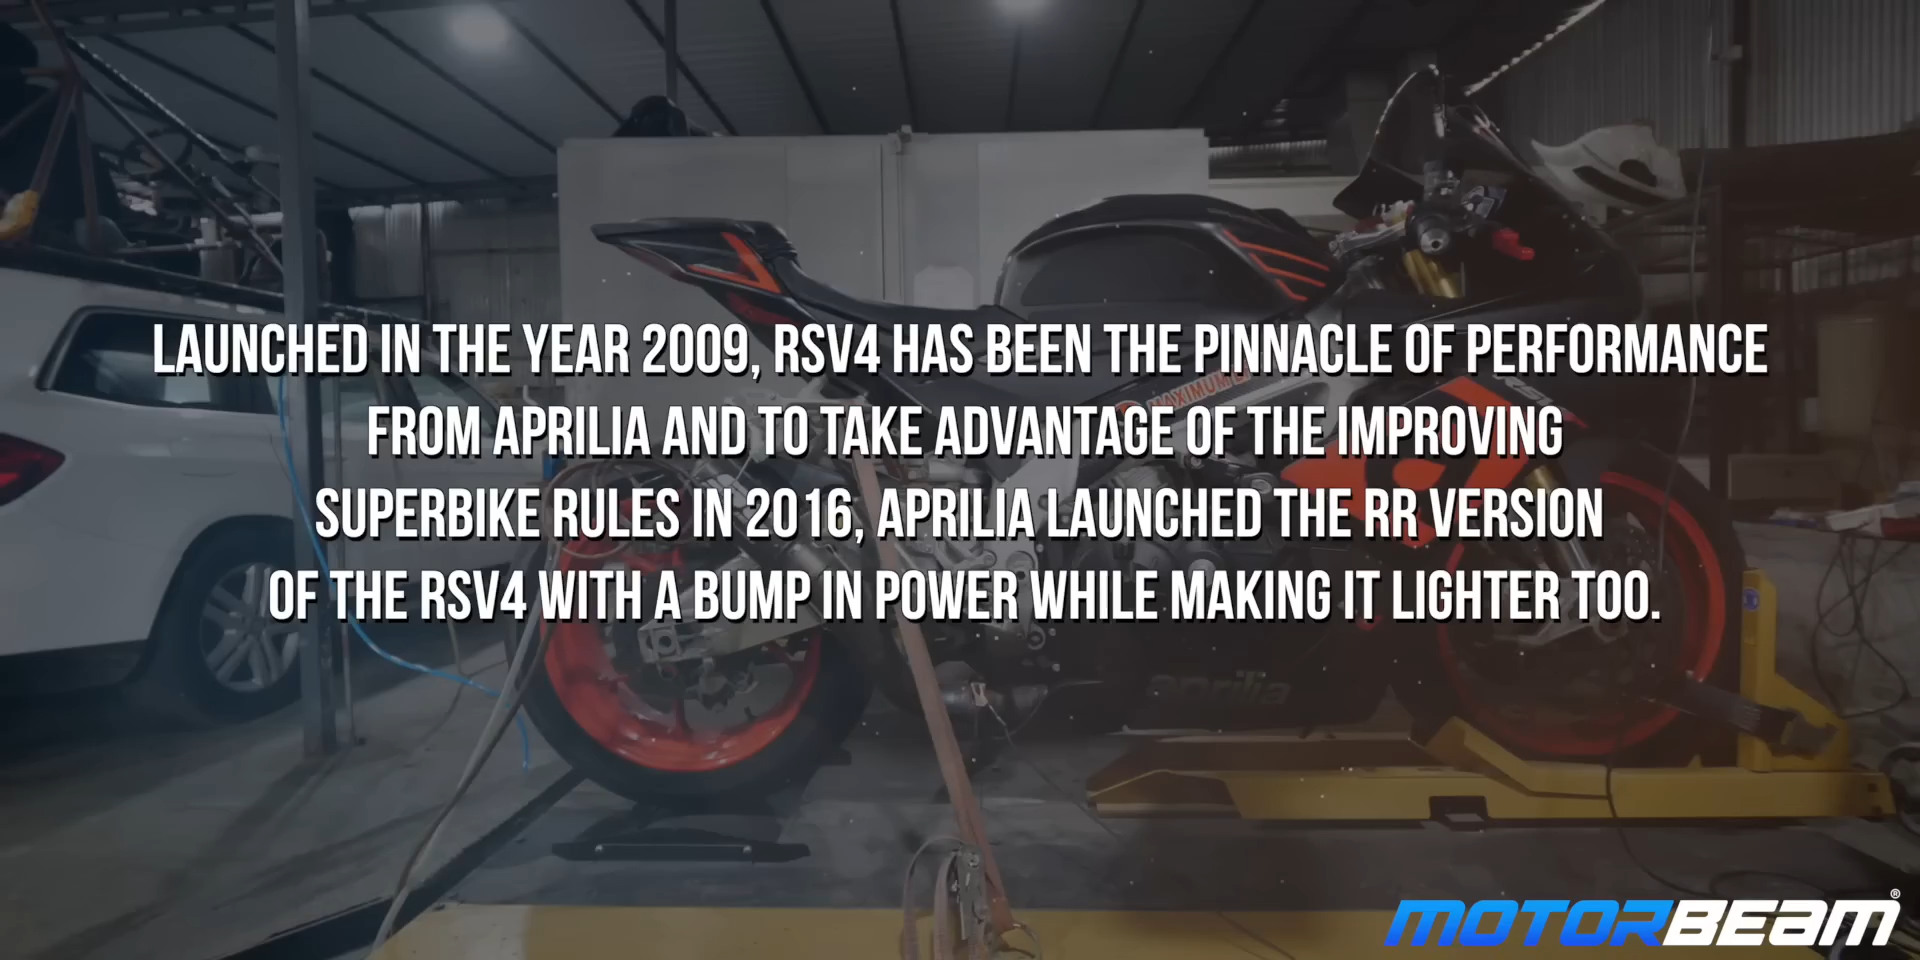 LAUNCHED IN THE YEAR 2009, RSV4 HAS BEEN THE PINNACLE OF PERFORMANCE
FROM APRILIA AND TO TAKE ADVANTAGE OF THE IMPROVING
SUPERBIKE RULES IN 2016, APRILIA LAUNCHED THE RR VERSION
OF THE RSV4 WITH A BUMP IN POWER WHILE MAKING IT LIGHTER TOO.
MAXIMUM
aprilia
MOTORBEAM®